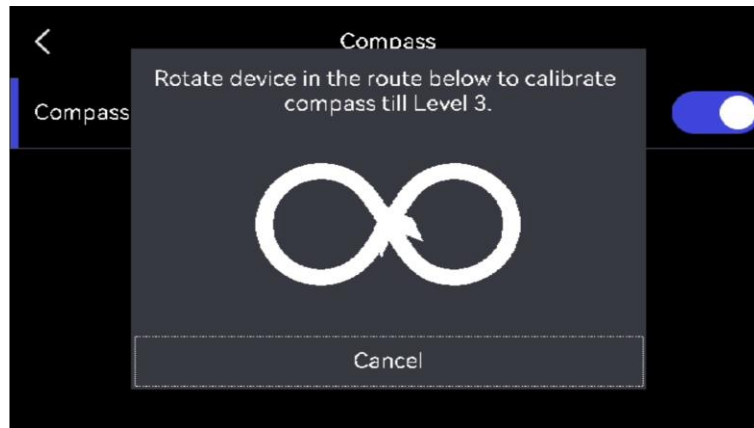 Compass
Rotate device in the route below to calibrate
compass till Level 3.
Compass
Cancel